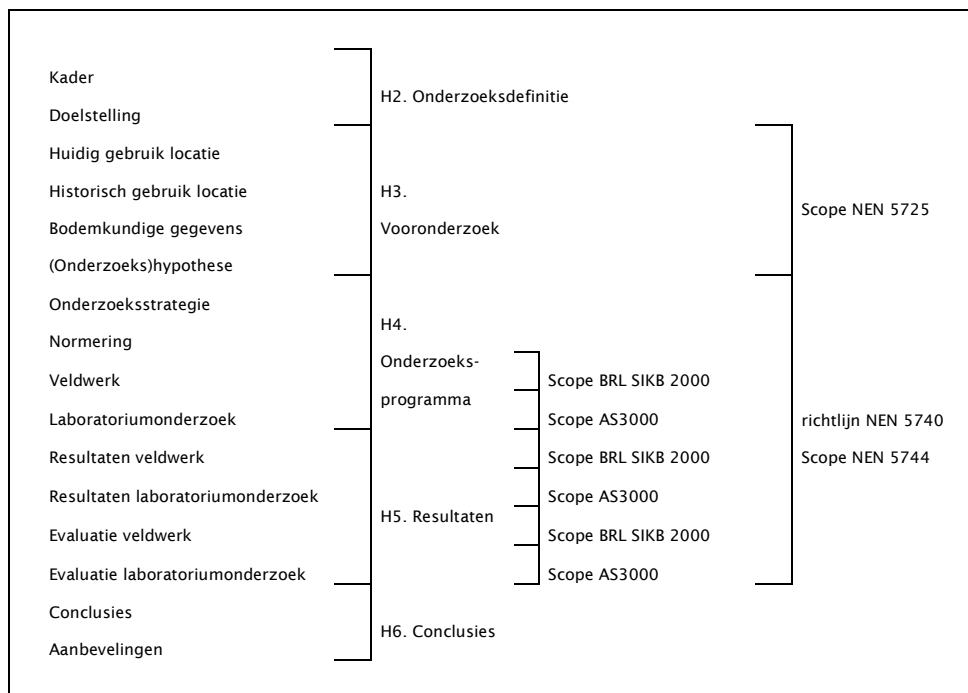 Kader
Doelstelling
H2. Onderzoeksdefinitie
Huidig gebruik locatie
Historisch gebruik locatie
Bodemkundige gegevens
(Onderzoeks)hypothese
H3.
Vooronderzoek
Scope NEN 5725
Onderzoeksstrategie
Normering
Veldwerk
Laboratoriumonderzoek
H4.
Onderzoeks-
programma
Scope BRL SIKB 2000
Scope AS3000
Resultaten veldwerk
Resultaten laboratoriumonderzoek
Evaluatie veldwerk
Evaluatie laboratoriumonderzoek
H5. Resultaten
Scope BRL SIKB 2000
Scope AS3000
Scope BRL SIKB 2000
Scope AS3000
richtlijn NEN 5740
Scope NEN 5744
Conclusies
Aanbevelingen
H6. Conclusies